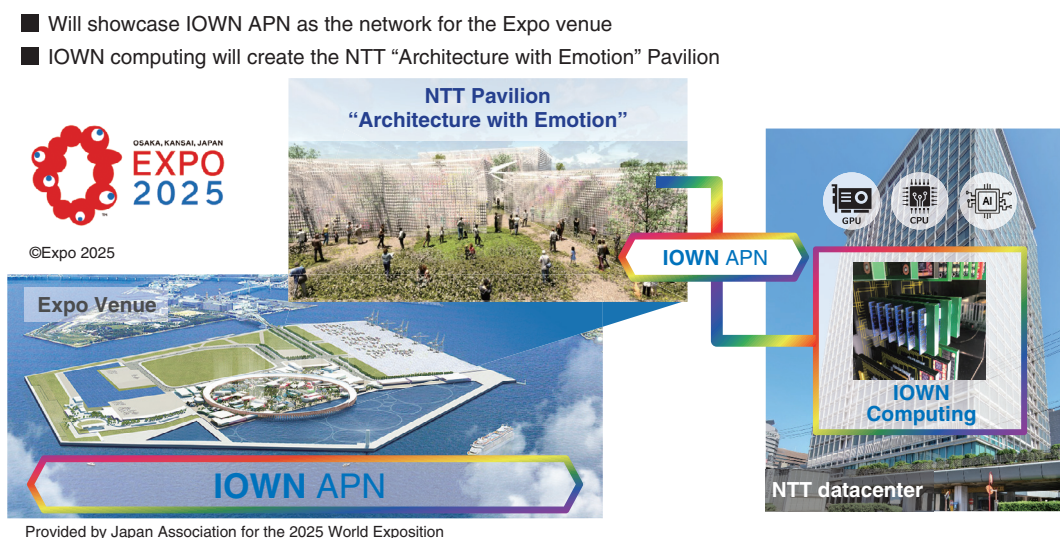 Will showcase IOWN APN as the network for the Expo venue
IOWN computing will create the NTT “Architecture with Emotion” Pavilion
NTT Pavilion
“Architecture with Emotion”
OSAKA, KANSAI, JAPAN
EXPO
2025
TM
©Expo 2025
GPU
CPU
AI
IOWN APN
Expo Venue
IOWN
Computing
IOWN APN
NTT datacenter
Provided by Japan Association for the 2025 World Exposition